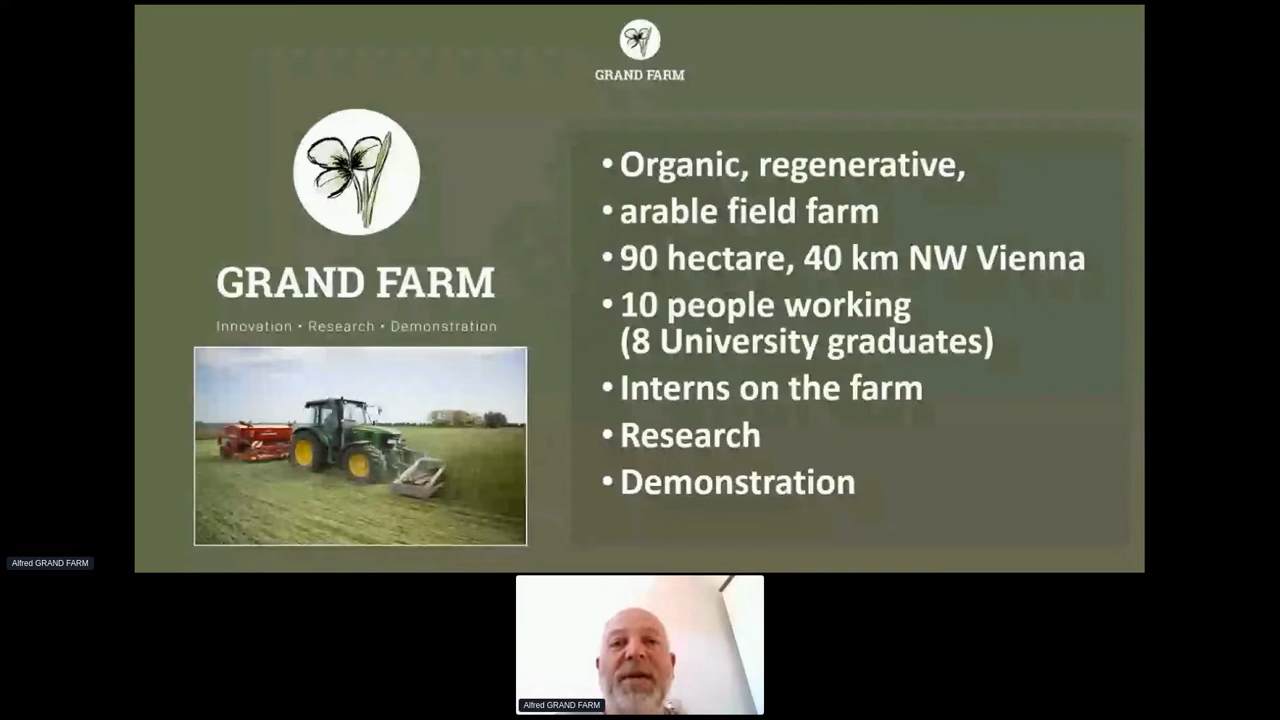 GRAND FARM
GRAND FARM
Innovation • Research • Demonstration
• Organic, regenerative,
• arable field farm
• 90 hectare, 40 km NW Vienna
• 10 people working
(8 University graduates)
• Interns on the farm
• Research
• Demonstration
Alfred GRAND FARM
Alfred GRAND FARM